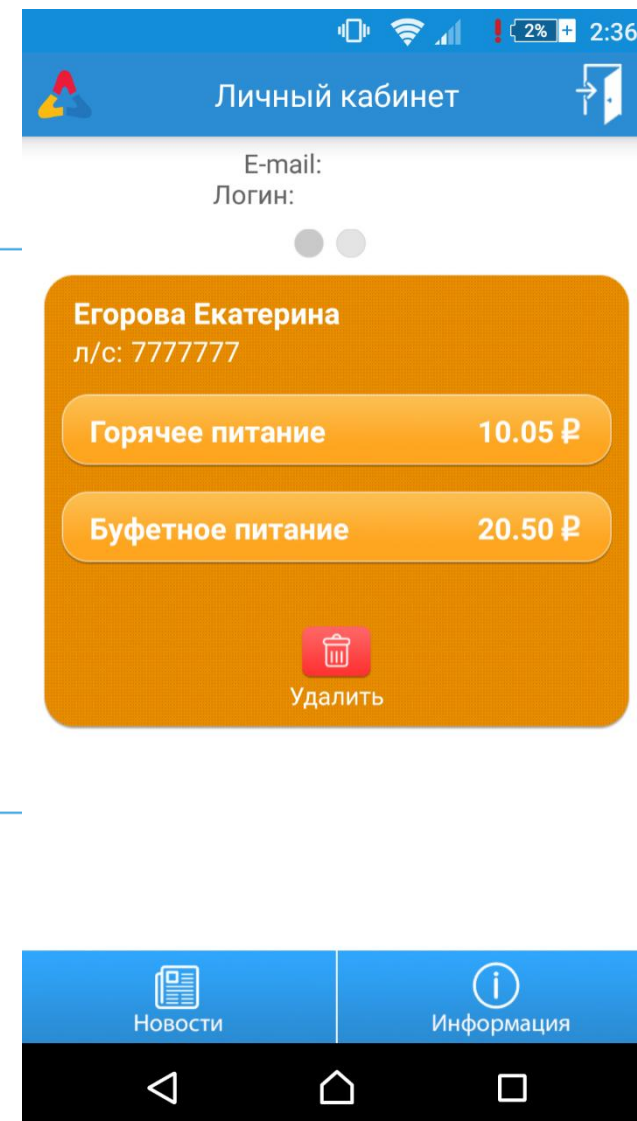 2% 2:36
Личный кабинет
E-mail:
Логин:
Егорова Екатерина
л/с: 7777777
Горячее питание 10.05 ₽
Буфетное питание 20.50 ₽
Удалить
Новости Информация